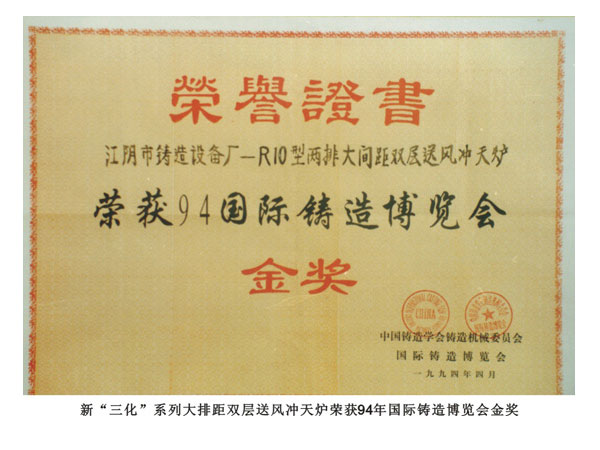 榮譽證書
江阴市铸造设备厂—R10型两排大间距双层送风冲天炉
荣获94国际铸造博览会
金奖
中国铸造学会铸造机械委员会
国际铸造博览会
一九九四年四月
新“三化”系列大排距双层送风冲天炉荣获94年国际铸造博览会金奖